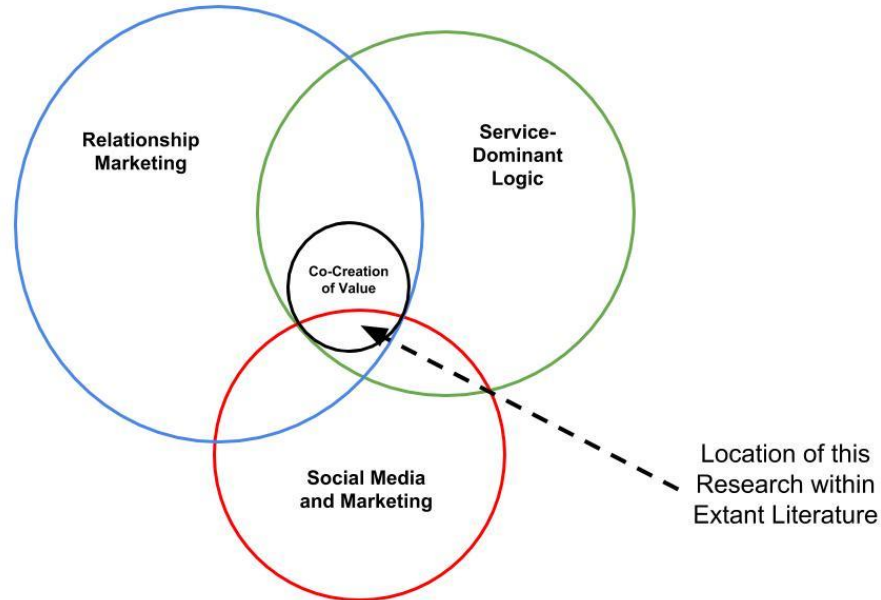 Relationship
Marketing
Service-
Dominant
Logic
Co-Creation
of Value
Social Media
and Marketing
Location of this
Research within
Extant Literature